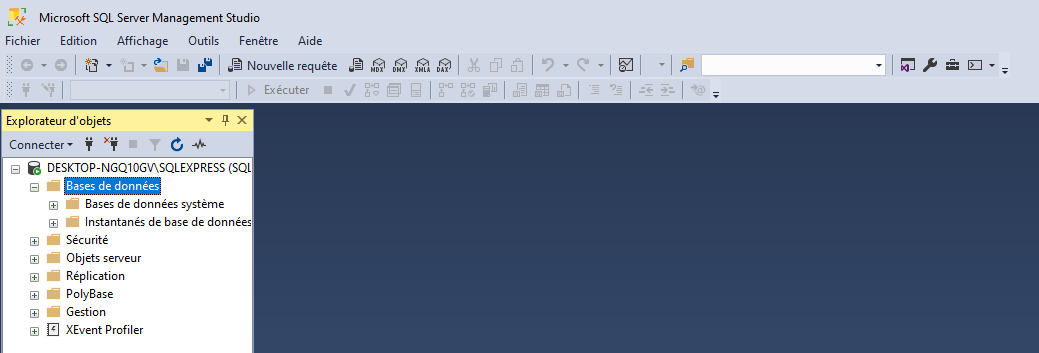 Microsoft SQL Server Management Studio
Fichier Edition Affichage Outils Fenêtre Aide
Nouvelle requête MDX DMX XMLA DAX
Exécuter
Explorateur d'objets
Connecter
DESKTOP-NGQ10GV\SQLEXPRESS (SQL
Bases de données
Bases de données système
Instantanés de base de données
Sécurité
Objets serveur
Réplication
PolyBase
Gestion
XEvent Profiler